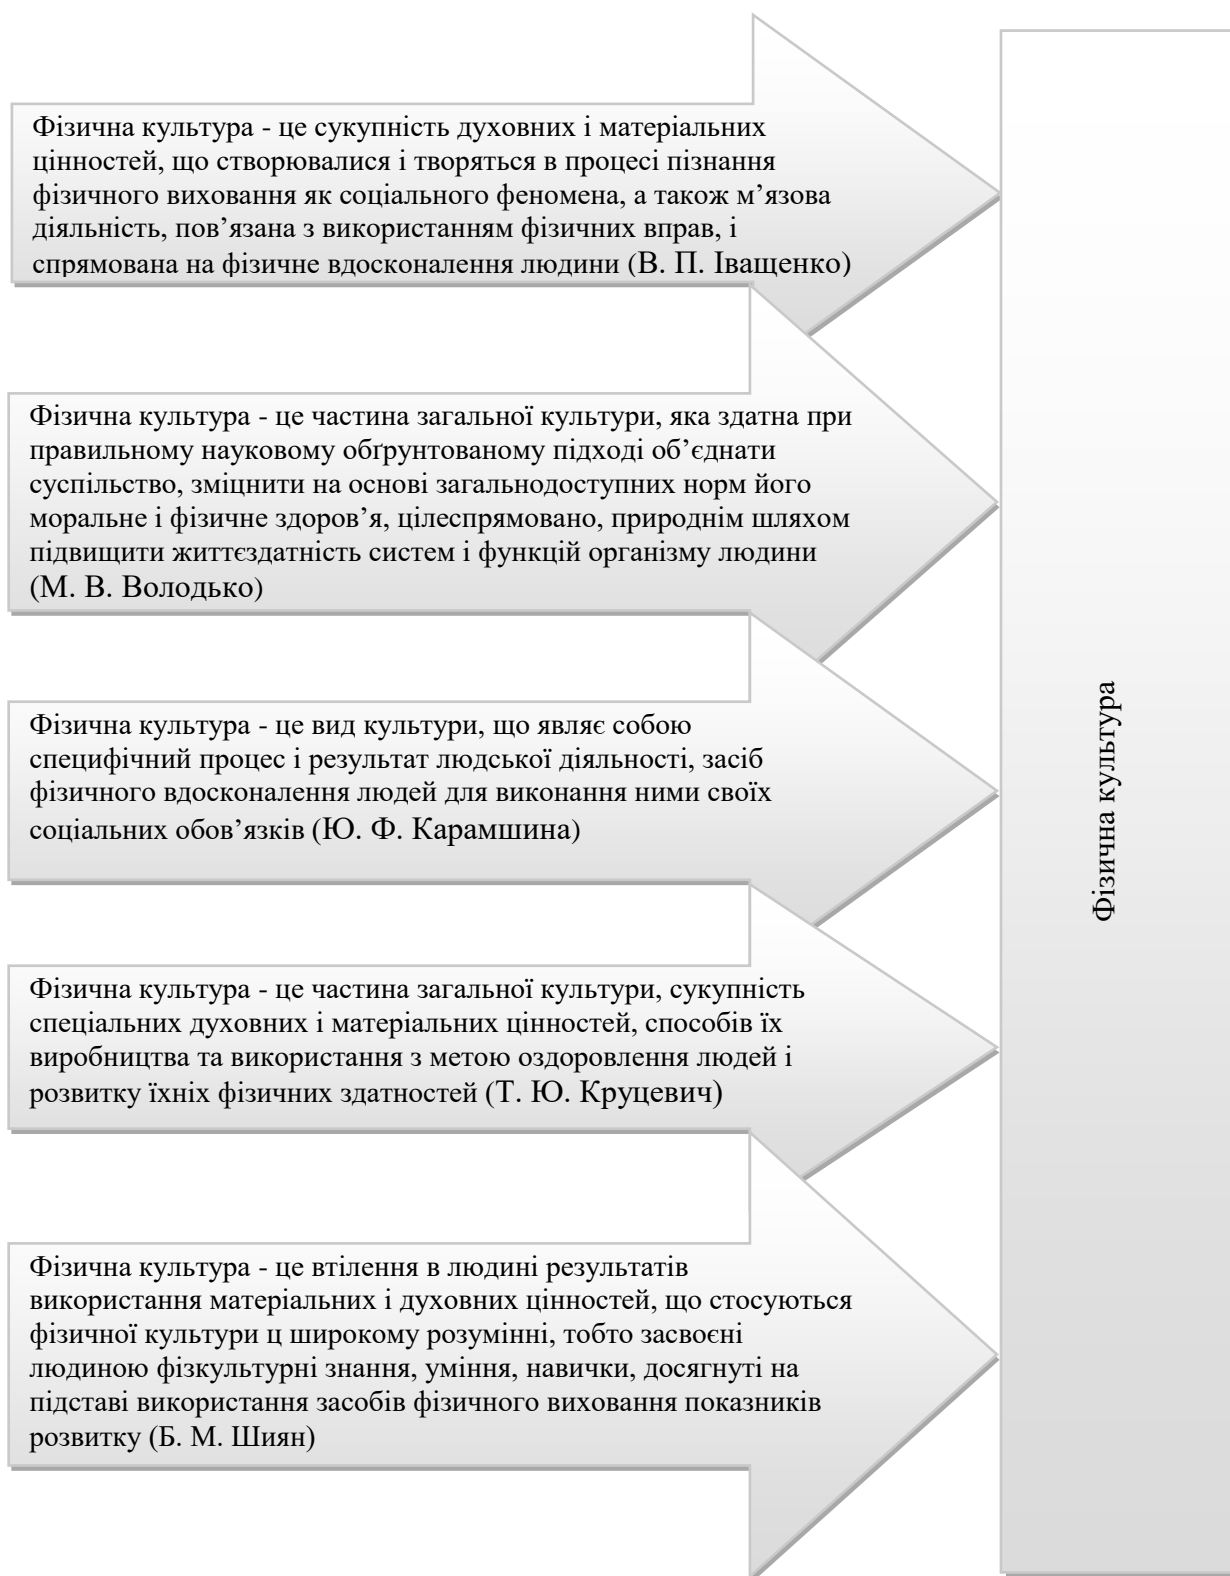 Фізична культура - це сукупність духовних і матеріальних
цінностей, що створювалися і творяться в процесі пізнання
фізичного виховання як соціального феномена, а також м’язова
діяльність, пов’язана з використанням фізичних вправ, і
спрямована на фізичне вдосконалення людини (В. П. Іващенко)
Фізична культура - це частина загальної культури, яка здатна при
правильному науковому обґрунтованому підході об’єднати
суспільство, зміцнити на основі загальнодоступних норм його
моральне і фізичне здоров’я, цілеспрямовано, природнім шляхом
підвищити життєздатність систем і функцій організму людини
(М. В. Володько)
Фізична культура - це вид культури, що являє собою
специфічний процес і результат людської діяльності, засіб
фізичного вдосконалення людей для виконання ними своїх
соціальних обов’язків (Ю. Ф. Карамшина)
Фізична культура - це частина загальної культури, сукупність
спеціальних духовних і матеріальних цінностей, способів їх
виробництва та використання з метою оздоровлення людей і
розвитку їхніх фізичних здатностей (Т. Ю. Круцевич)
Фізична культура - це втілення в людині результатів
використання матеріальних і духовних цінностей, що стосуються
фізичної культури ц широкому розумінні, тобто засвоєні
людиною фізкультурні знання, уміння, навички, досягнуті на
підставі використання засобів фізичного виховання показників
розвитку (Б. М. Шиян)
Фізична культура